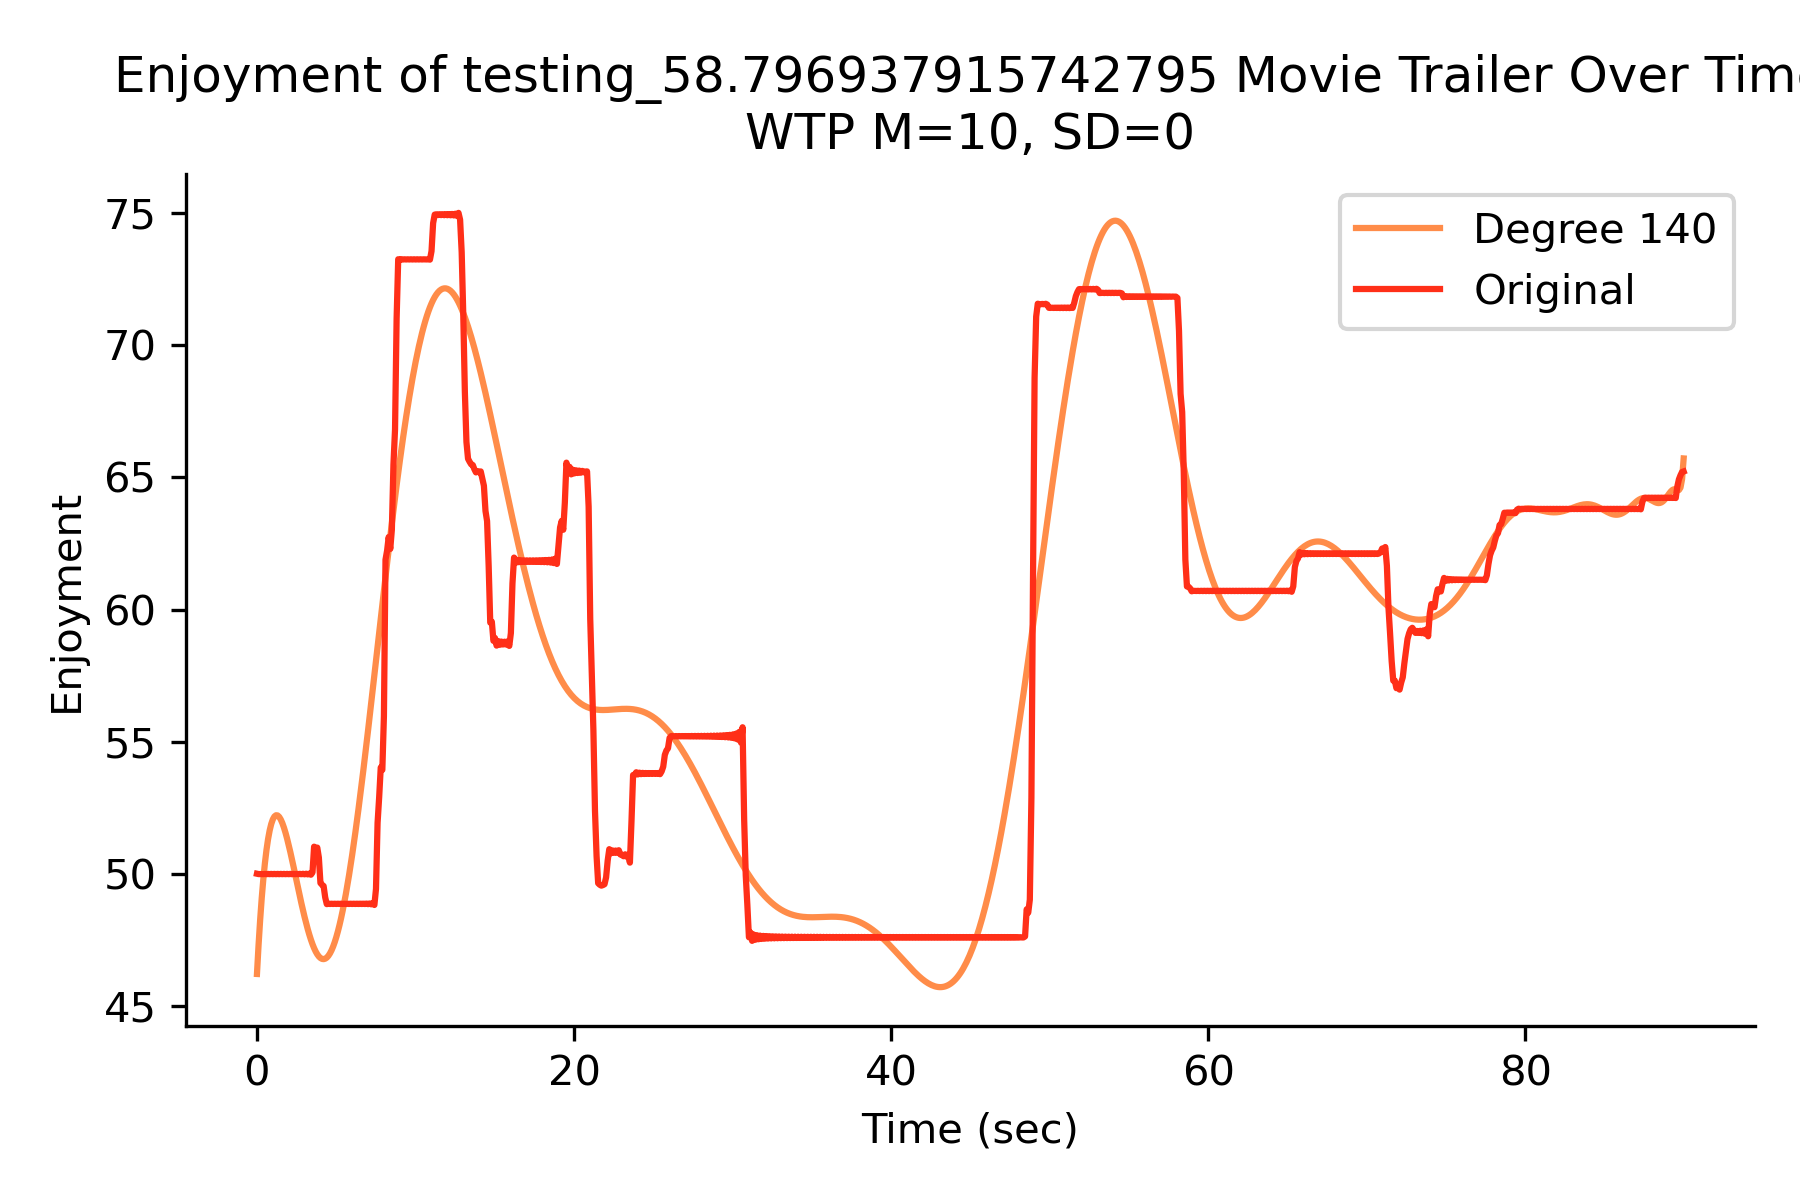 Enjoyment of testing_58.796937915742795 Movie Trailer Over Time
WTP M=10, SD=0
Degree 140
Original
75
70
65
60
55
50
45
Enjoyment
0 20 40 60 80
Time (sec)